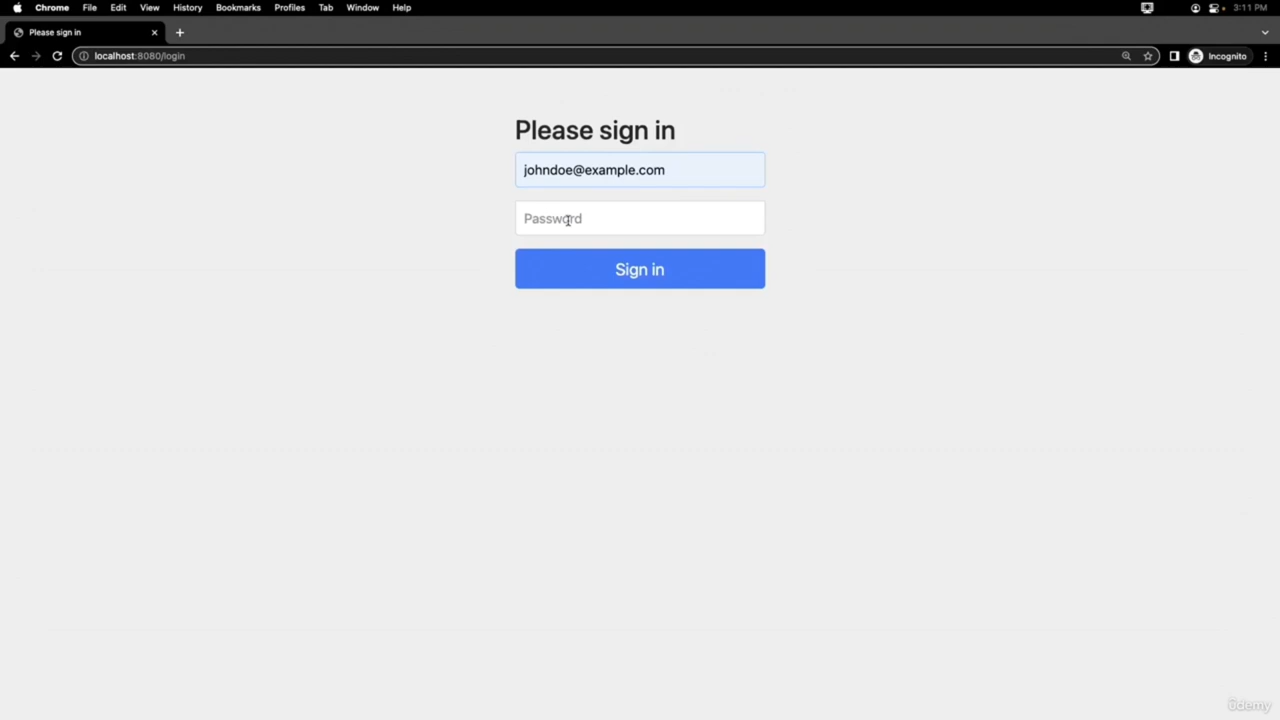 Chrome File Edit View History Bookmarks Profiles Tab Window Help 3:11 PM
Please sign in
localhost:8080/login Incognito
Please sign in
johndoe@example.com
Password
Sign in
ûdemy